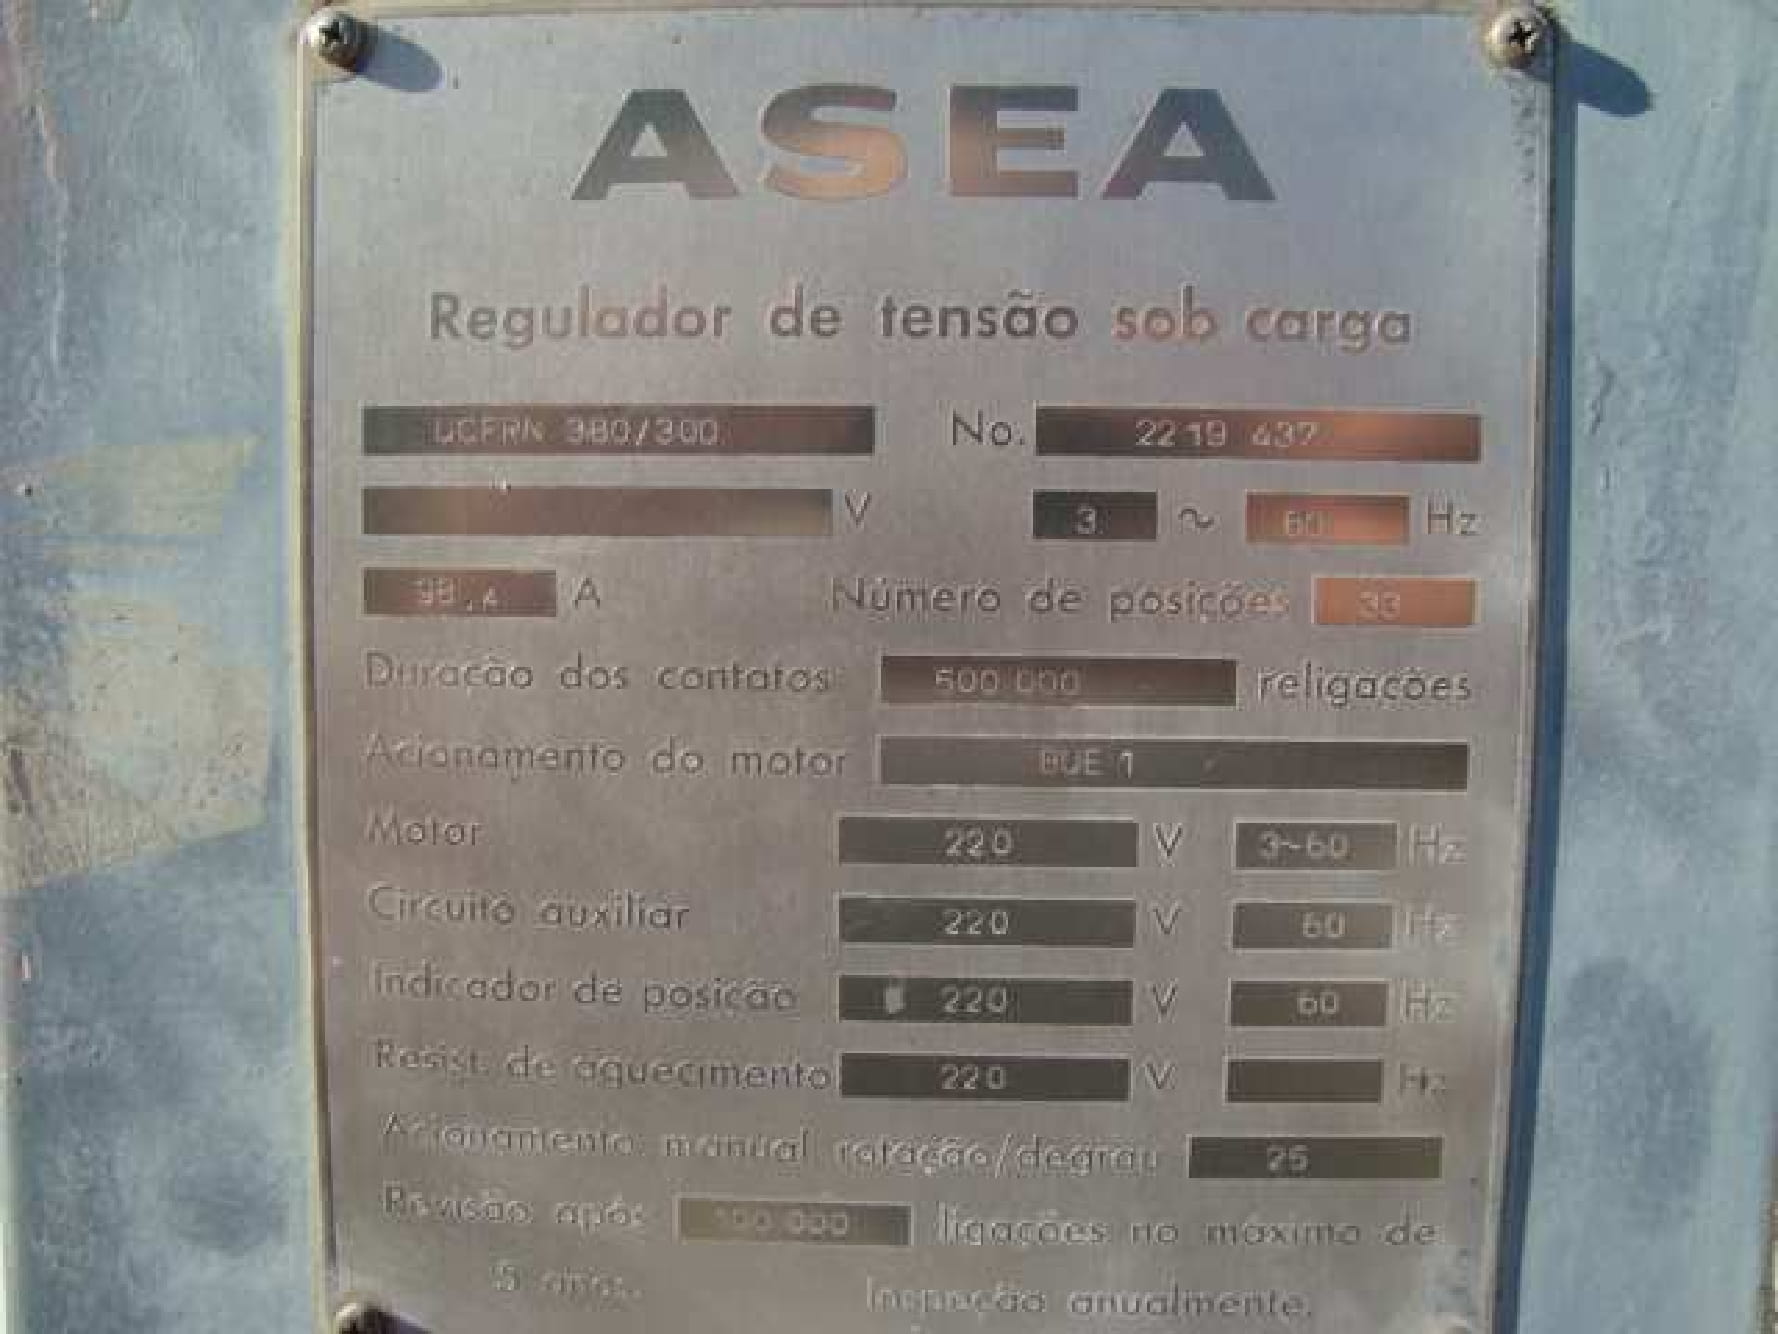 ASEA
Regulador de tensão sob carga
UCFRN 380/300 No. 2219 437
V 3 ~ 60 Hz
A Número de posições 33
Duração dos contatos 500 000 religações
Acionamento do motor BUE 1
Motor 220 V 3~60 Hz
Circuito auxiliar 220 V 60 Hz
Indicador de posição 220 V 60 Hz
Resist. de aquecimento 220 V Hz
Acionamento manual rotação/degrau 25
Revisão após 100 000 ligações no máximo de
5 anos. Inspeção anualmente.